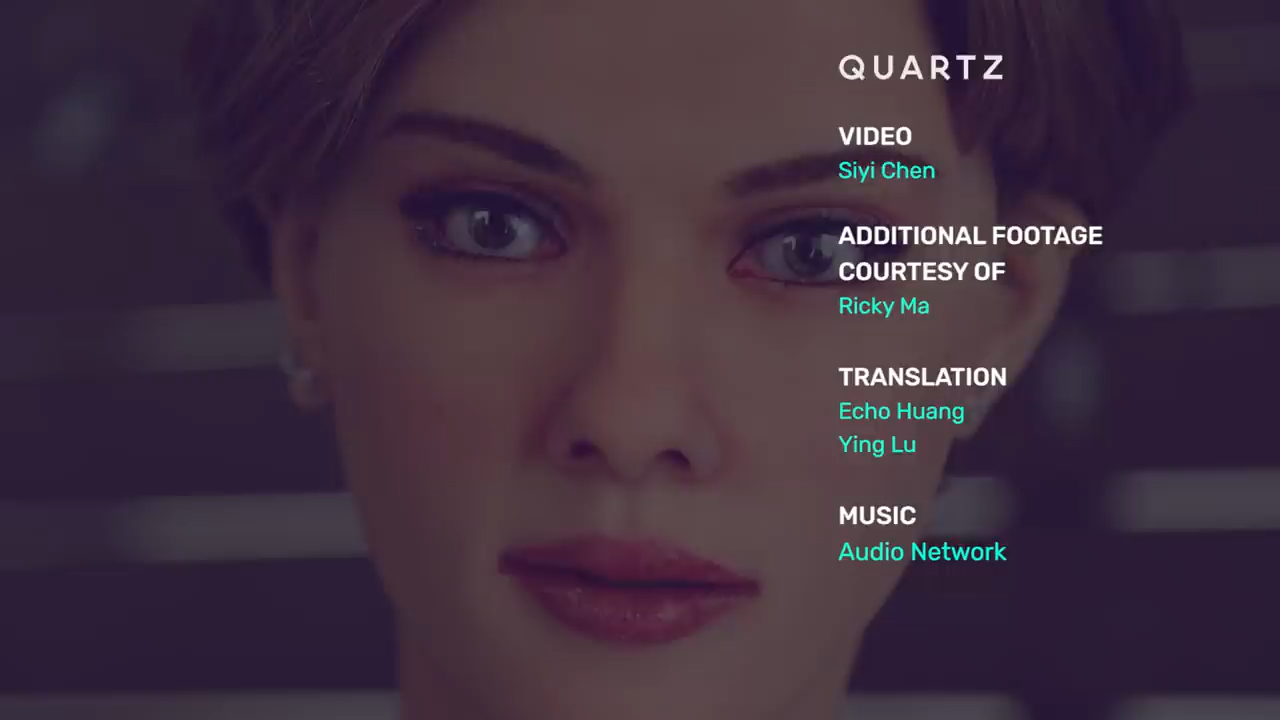 QUARTZ
VIDEO
Siyi Chen
ADDITIONAL FOOTAGE
COURTESY OF
Ricky Ma
TRANSLATION
Echo Huang
Ying Lu
MUSIC
Audio Network